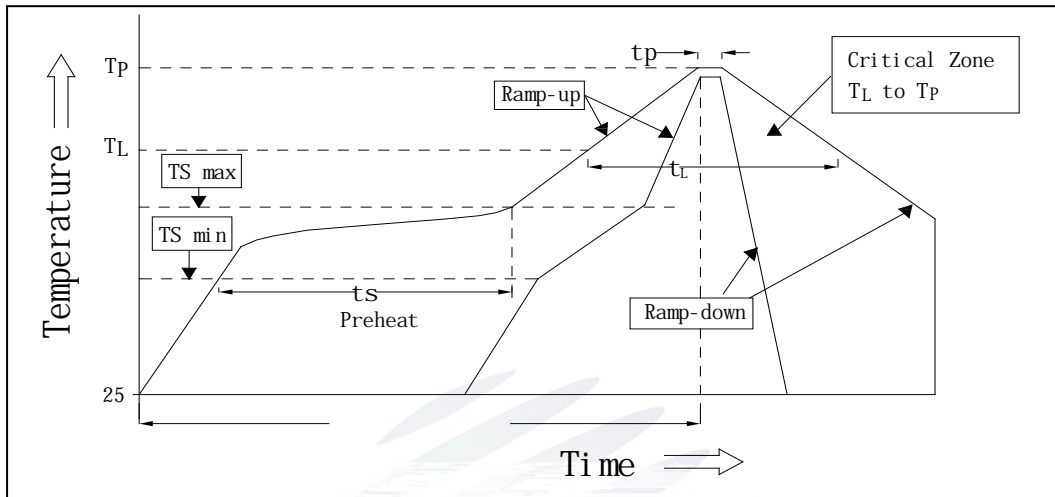 tp
TP
Critical Zone
TL to TP
Ramp-up
TL
tL
TS max
TS min
ts
Preheat
Ramp-down
25
Temperature
Time